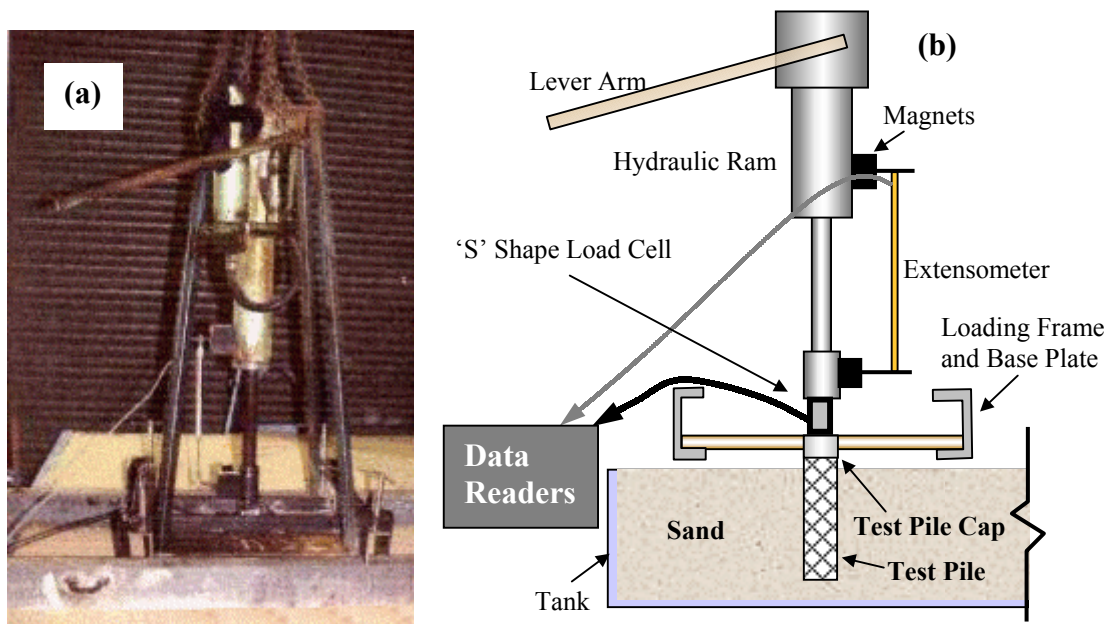 (a)
(b)
Lever Arm
Magnets
Hydraulic Ram
‘S’ Shape Load Cell
Extensometer
Loading Frame
and Base Plate
Data
Readers
Sand
Test Pile Cap
Test Pile
Tank